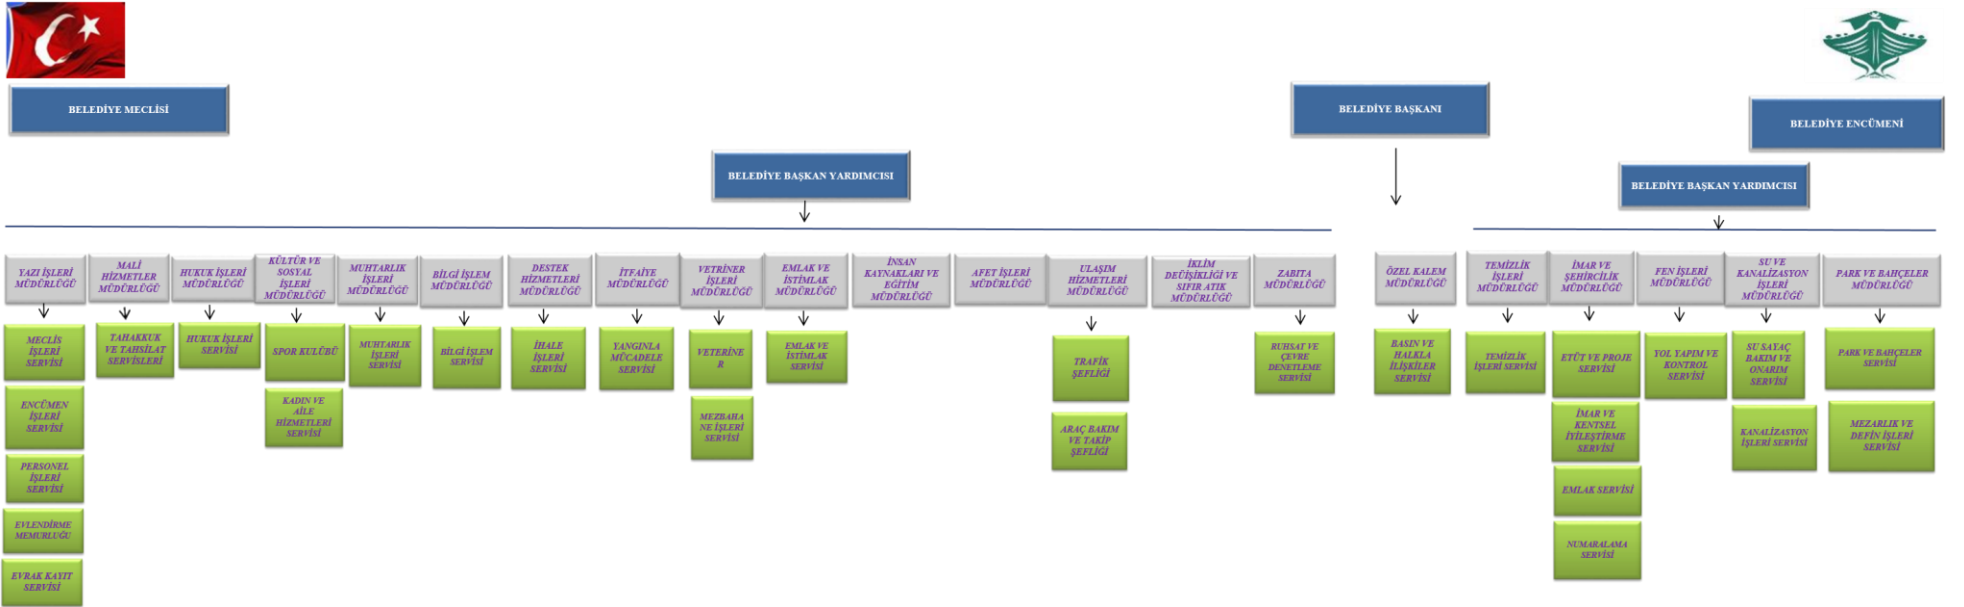 BELEDİYE MECLİSİ
BELEDİYE BAŞKANI
BELEDİYE ENCÜMENİ
BELEDİYE BAŞKAN YARDIMCISI
BELEDİYE BAŞKAN YARDIMCISI
YAZI İŞLERİ
MÜDÜRLÜĞÜ
MALİ
HİZMETLER
MÜDÜRLÜĞÜ
HUKUK İŞLERİ
MÜDÜRLÜĞÜ
KÜLTÜR VE
SOSYAL
İŞLERİ
MÜDÜRLÜĞÜ
MUHTARLIK
İŞLERİ
MÜDÜRLÜĞÜ
BİLGİ İŞLEM
MÜDÜRLÜĞÜ
DESTEK
HİZMETLERİ
MÜDÜRLÜĞÜ
İTFAİYE
MÜDÜRLÜĞÜ
VETRİNER
İŞLERİ
MÜDÜRLÜĞÜ
EMLAK VE
İSTİMLAK
MÜDÜRLÜĞÜ
İNSAN
KAYNAKLARI VE
EĞİTİM
MÜDÜRLÜĞÜ
AFET İŞLERİ
MÜDÜRLÜĞÜ
ULAŞIM
HİZMETLERİ
MÜDÜRLÜĞÜ
İKLİM
DEÜİŞİKLİĞİ VE
SIFIR ATIK
MÜDÜRLÜĞÜ
ZABITA
MÜDÜRLÜĞÜ
ÖZEL KALEM
MÜDÜRLÜĞÜ
TEMİZLİK
İŞLERİ
MÜDÜRLÜĞÜ
İMAR VE
ŞEHİRCİLİK
MÜDÜRLÜĞÜ
FEN İŞLERİ
MÜDÜRLÜĞÜ
SU VE
KANALİZASYON
İŞLERİ
MÜDÜRLÜĞÜ
PARK VE BAHÇELER
MÜDÜRLÜĞÜ
MECLİS
İŞLERİ
SERVİSİ
TAHAKKUK
VE TAHSİLAT
SERVİSLERİ
HUKUK İŞLERİ
SERVİSİ
SPOR KULÜBÜ
MUHTARLIK
İŞLERİ
SERVİSİ
BİLGİ İŞLEM
SERVİSİ
İHALE
İŞLERİ
SERVİSİ
YANGINLA
MÜCADELE
SERVİSİ
VETERİNE
R
EMLAK VE
İSTİMLAK
SERVİSİ
TRAFİK
ŞEFLİĞİ
RUHSAT VE
ÇEVRE
DENETLEME
SERVİSİ
BASIN VE
HALKLA
İLİŞKİLER
SERVİSİ
TEMİZLİK
İŞLERİ SERVİSİ
ETÜT VE PROJE
SERVİSİ
YOL YAPIM VE
KONTROL
SERVİSİ
SU SAYAÇ
BAKIM VE
ONARIM
SERVİSİ
PARK VE BAHÇELER
SERVİSİ
ENCÜMEN
İŞLERİ
SERVİSİ
KADIN VE
AİLE
HİZMETLERİ
SERVİSİ
MEZBAHA
NE İŞLERİ
SERVİSİ
ARAÇ BAKIM
VE TAKİP
ŞEFLİĞİ
İMAR VE
KENTSEL
İYİLEŞTİRME
SERVİSİ
KANALİZASYON
İŞLERİ SERVİSİ
MEZARLIK VE
DEFİN İŞLERİ
SERVİSİ
PERSONEL
İŞLERİ
SERVİSİ
EMLAK SERVİSİ
EVLENDİRME
MEMURLUĞU
NUMARALAMA
SERVİSİ
EVRAK KAYIT
SERVİSİ